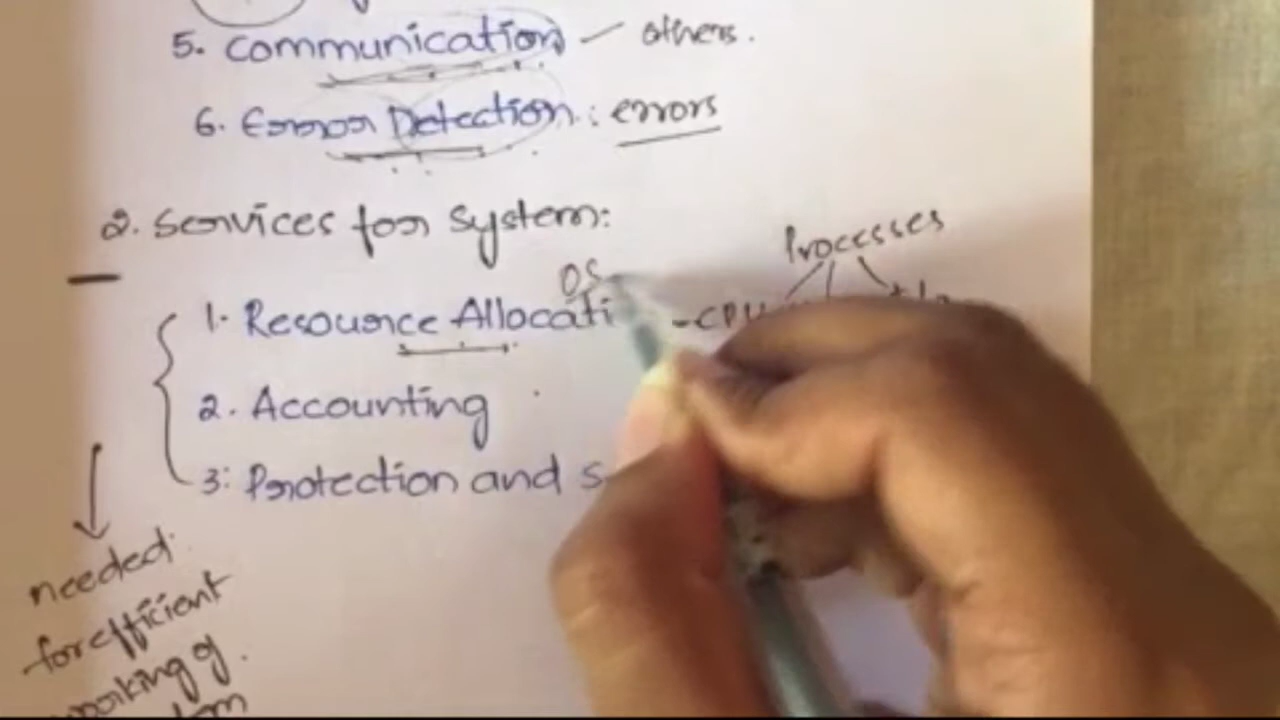 5. Communication - others.
6. Error Detection : errors
2. Services for System:
Processes
OS
1. Resource Allocati -CPU
2. Accounting
3: Protection and S
needed
for efficient
working of